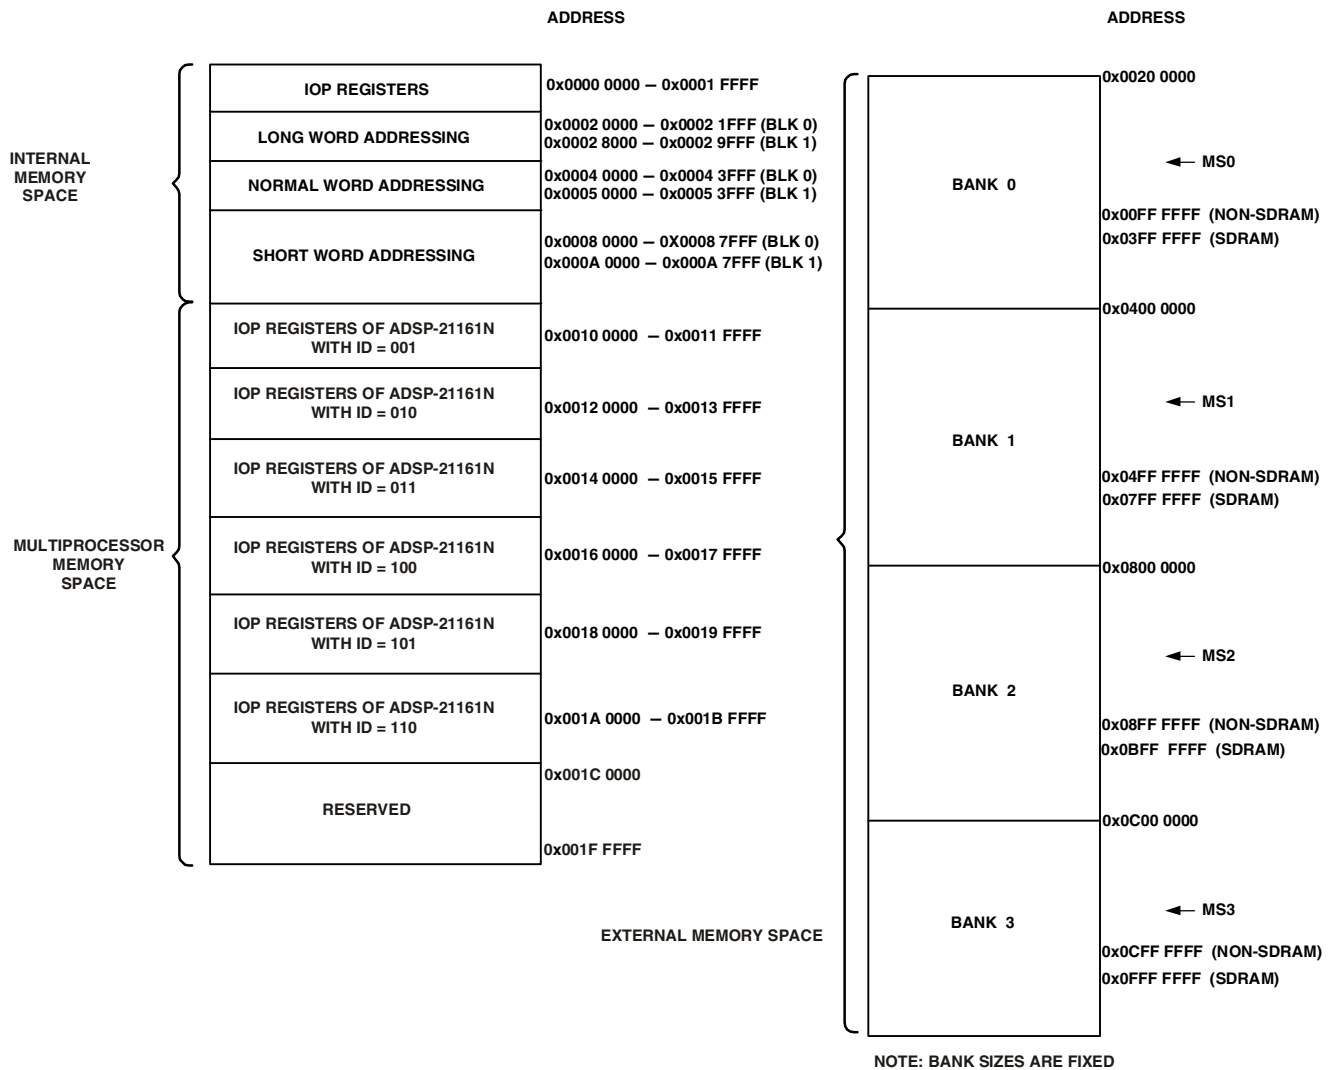 ADDRESS
INTERNAL
MEMORY
SPACE
IOP REGISTERS
0x0000 0000 – 0x0001 FFFF
LONG WORD ADDRESSING
0x0002 0000 – 0x0002 1FFF (BLK 0)
0x0002 8000 – 0x0002 9FFF (BLK 1)
NORMAL WORD ADDRESSING
0x0004 0000 – 0x0004 3FFF (BLK 0)
0x0005 0000 – 0x0005 3FFF (BLK 1)
SHORT WORD ADDRESSING
0x0008 0000 – 0X0008 7FFF (BLK 0)
0x000A 0000 – 0x000A 7FFF (BLK 1)
MULTIPROCESSOR
MEMORY
SPACE
IOP REGISTERS OF ADSP-21161N
WITH ID = 001
0x0010 0000 – 0x0011 FFFF
IOP REGISTERS OF ADSP-21161N
WITH ID = 010
0x0012 0000 – 0x0013 FFFF
IOP REGISTERS OF ADSP-21161N
WITH ID = 011
0x0014 0000 – 0x0015 FFFF
IOP REGISTERS OF ADSP-21161N
WITH ID = 100
0x0016 0000 – 0x0017 FFFF
IOP REGISTERS OF ADSP-21161N
WITH ID = 101
0x0018 0000 – 0x0019 FFFF
IOP REGISTERS OF ADSP-21161N
WITH ID = 110
0x001A 0000 – 0x001B FFFF
0x001C 0000
RESERVED
0x001F FFFF
ADDRESS
EXTERNAL MEMORY SPACE
0x0020 0000
MS0
BANK 0
0x00FF FFFF (NON-SDRAM)
0x03FF FFFF (SDRAM)
0x0400 0000
MS1
BANK 1
0x04FF FFFF (NON-SDRAM)
0x07FF FFFF (SDRAM)
0x0800 0000
MS2
BANK 2
0x08FF FFFF (NON-SDRAM)
0x0BFF FFFF (SDRAM)
0x0C00 0000
MS3
BANK 3
0x0CFF FFFF (NON-SDRAM)
0x0FFF FFFF (SDRAM)
NOTE: BANK SIZES ARE FIXED